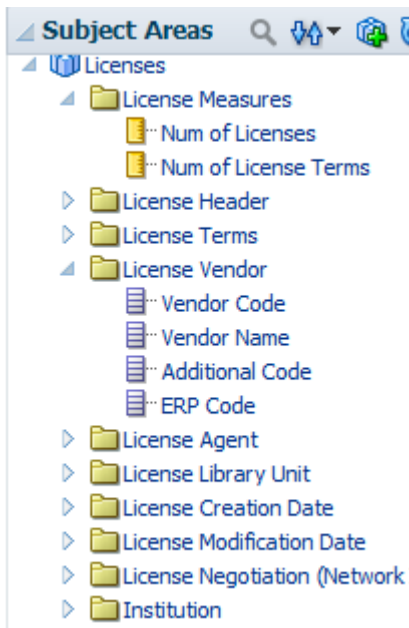 Subject Areas
Licenses
License Measures
Num of Licenses
Num of License Terms
License Header
License Terms
License Vendor
Vendor Code
Vendor Name
Additional Code
ERP Code
License Agent
License Library Unit
License Creation Date
License Modification Date
License Negotiation (Network
Institution